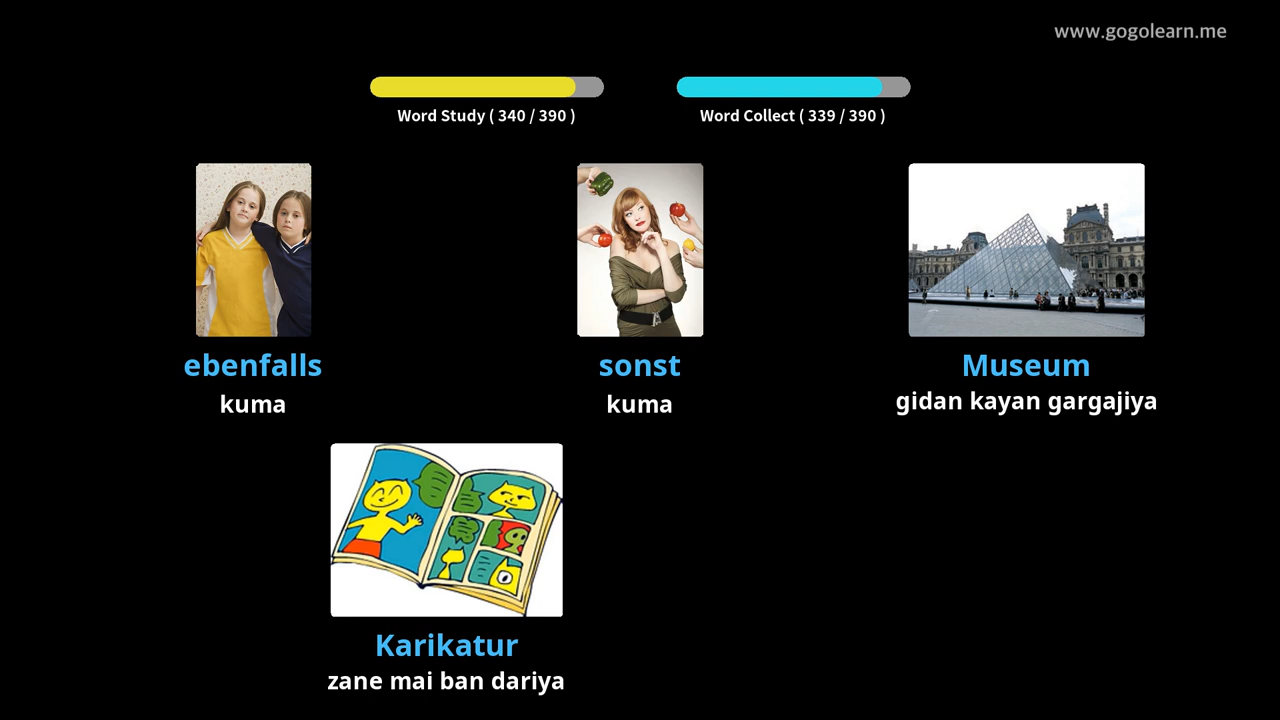 www.gogolearn.me
Word Study ( 340 / 390 )
Word Collect ( 339 / 390 )
ebenfalls
kuma
sonst
kuma
Museum
gidan kayan gargajiya
Karikatur
zane mai ban dariya